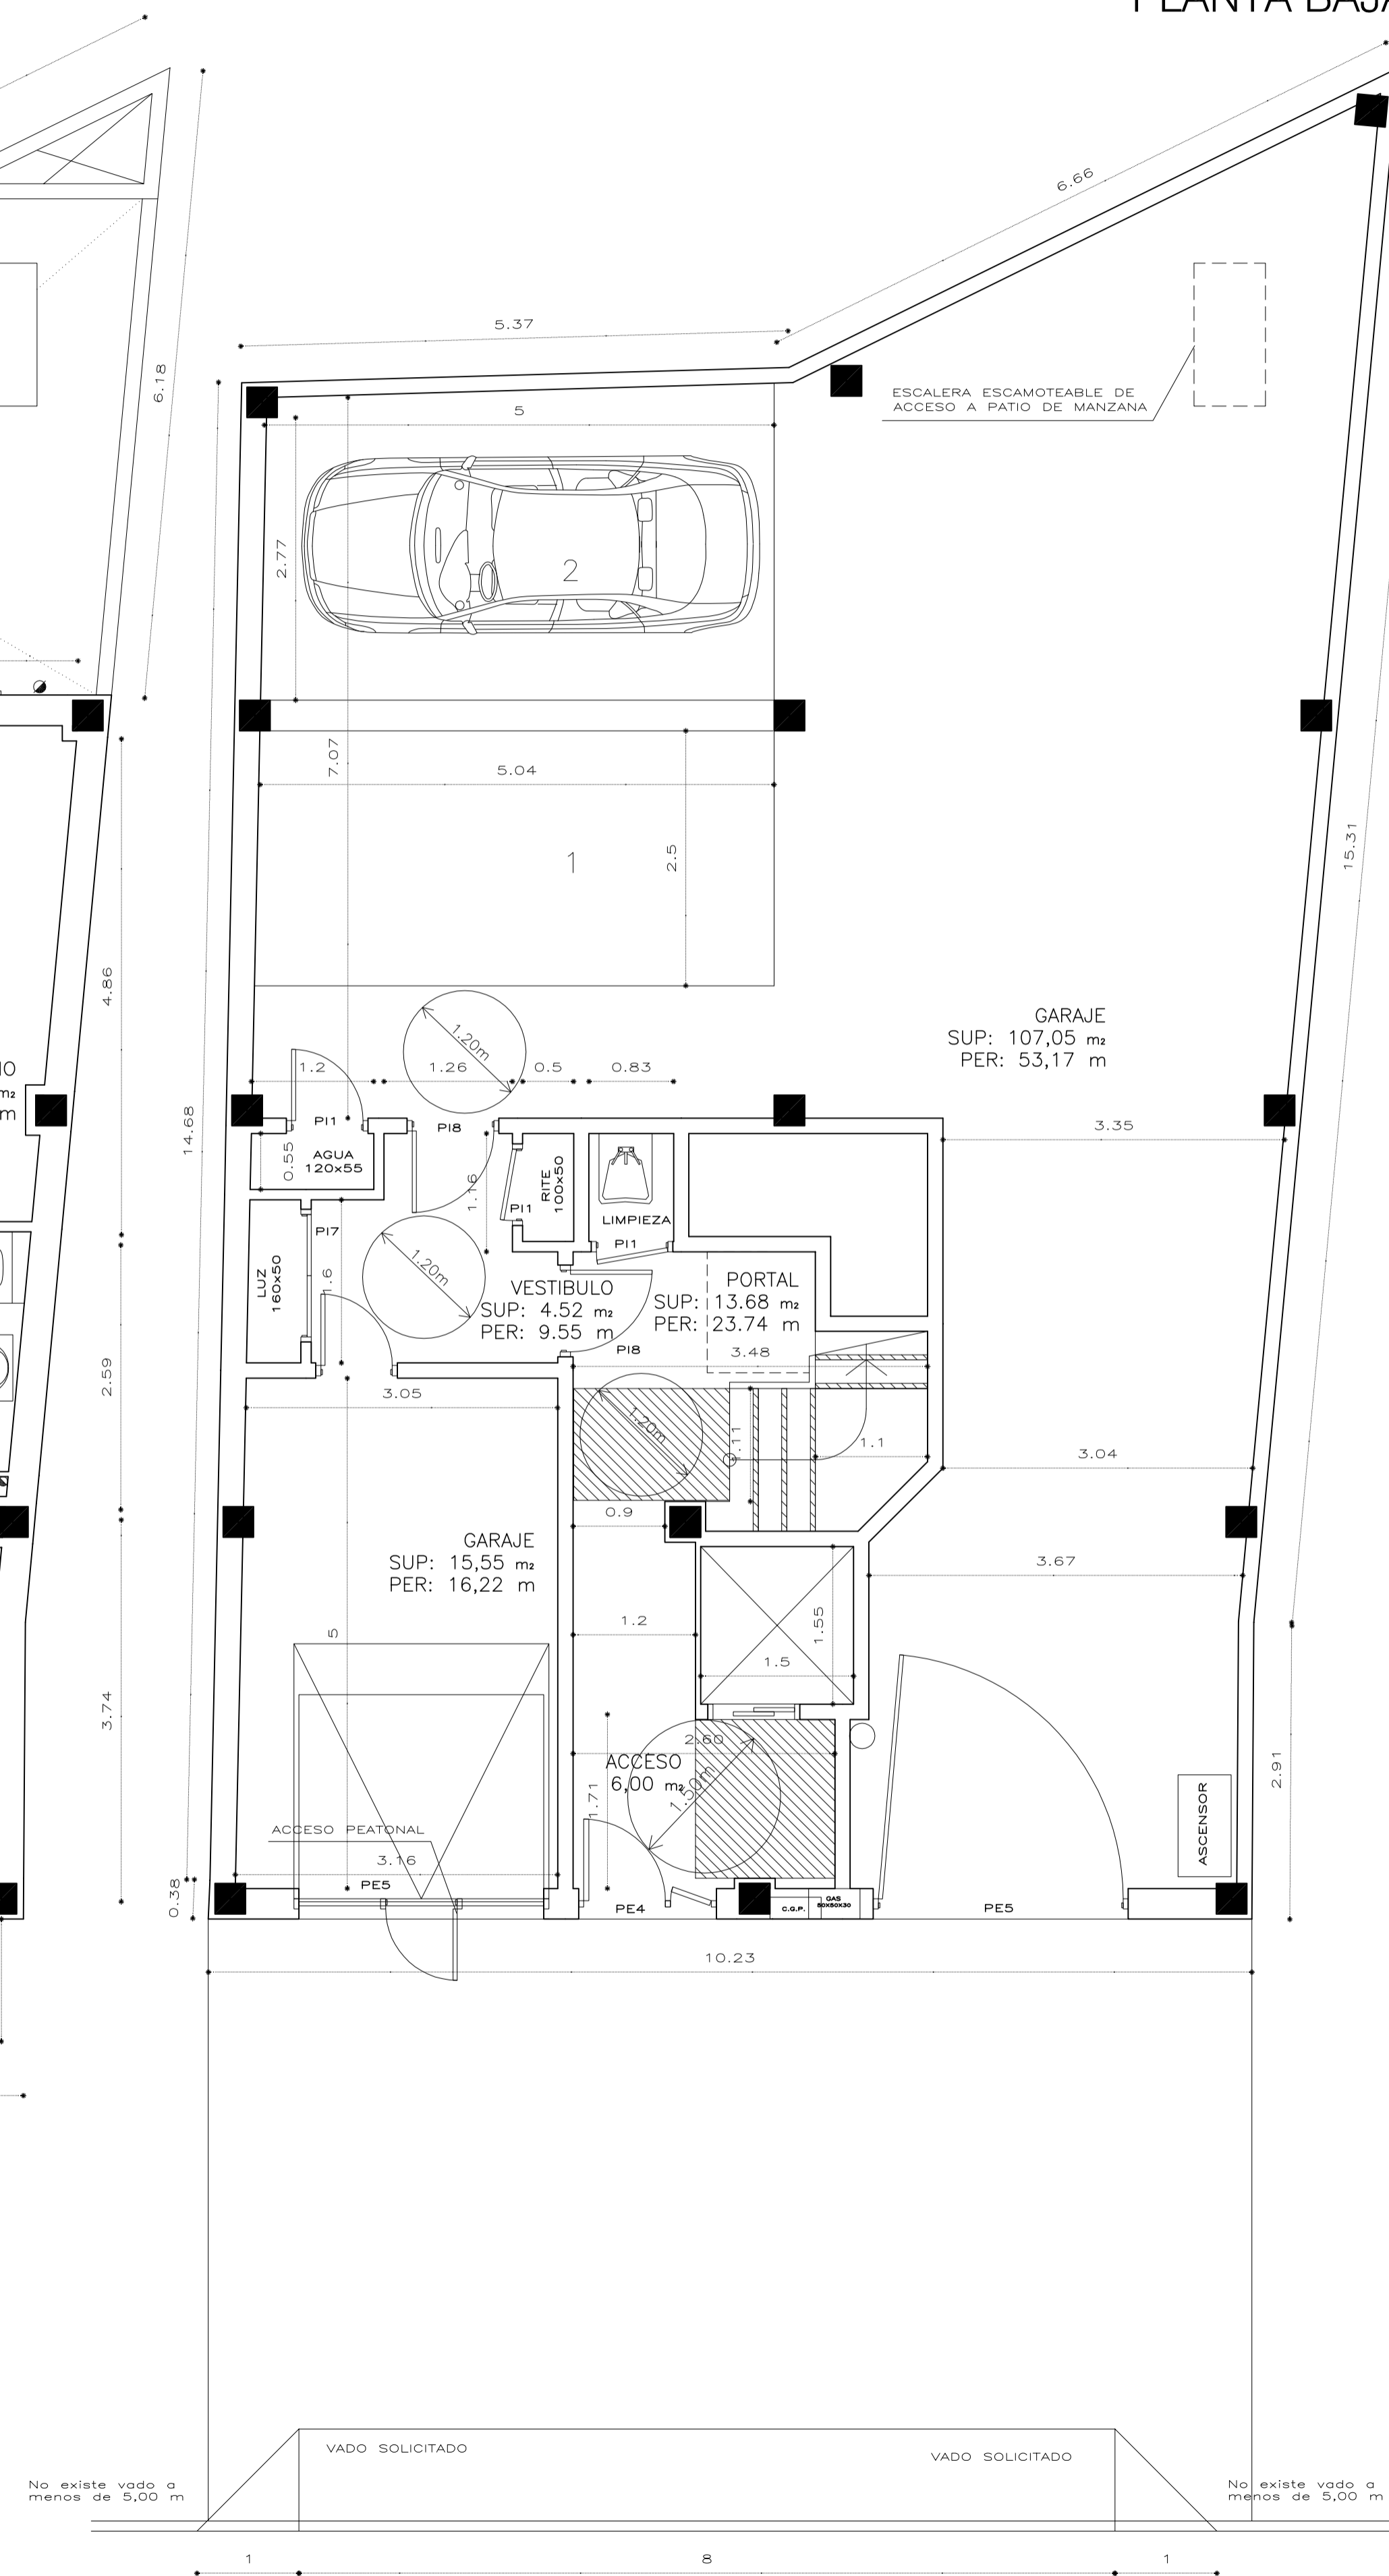 PLANTA BAJA
6.66
5.37
6.18
ESCALERA ESCAMOTEABLE DE
ACCESO A PATIO DE MANZANA
5
2.77
2
7.07
5.04
15.31
1
2.5
4.86
GARAJE
SUP: 107,05 m2
PER: 53,17 m
m2
m
1.20m
1.2
1.26
0.5
0.83
14.68
PI1
PI8
3.35
0.55
AGUA
120x55
1.16
RITE
100x50
PI1
LIMPIEZA
PI1
PI7
LUZ
160x50
1.6
1.20m
VESTIBULO
SUP: 4.52 m2
PER: 9.55 m
PORTAL
SUP: 13.68 m2
PER: 23.74 m
PI8
3.48
2.59
3.05
1.20m
1.11
1.1
3.04
0.9
GARAJE
SUP: 15,55 m2
PER: 16,22 m
3.67
5
1.2
1.55
1.5
3.74
2.60
ACCESO
6,00 m2
1.50m
1.71
2.91
ASCENSOR
ACCESO PEATONAL
3.16
PE5
0.38
PE4
C.G.P.
GAS
50X50X30
PE5
10.23
VADO SOLICITADO
VADO SOLICITADO
No existe vado a
menos de 5,00 m
No existe vado a
menos de 5,00 m
1
8
1